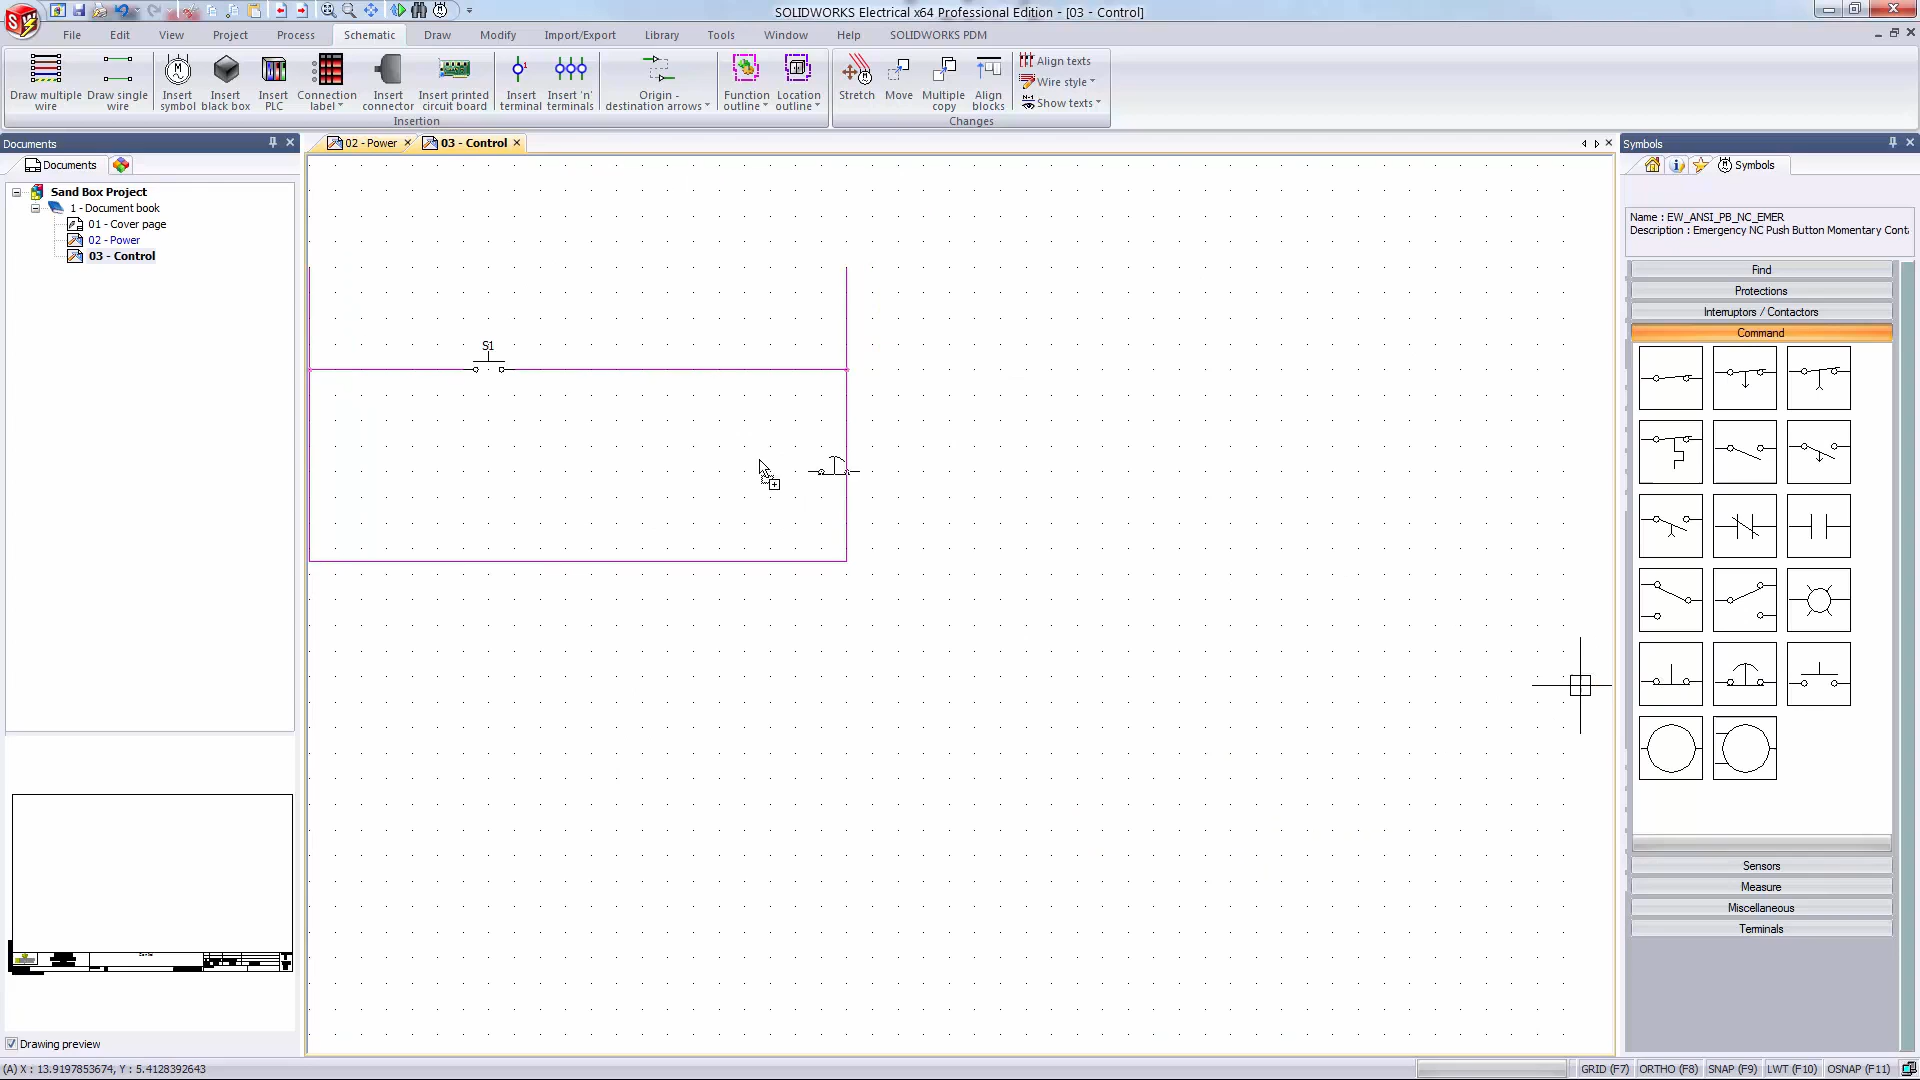 SOLIDWORKS Electrical x64 Professional Edition - [03 - Control]
File Edit View Project Process Schematic Draw Modify Import/Export Library Tools Window Help SOLIDWORKS PDM
Draw multiple wire
Draw single wire
Insert symbol
Insert black box
Insert PLC
Connection label
Insert connector
Insert printed circuit board
Insert terminal
Insert 'n' terminals
Origin - destination arrows
Function outline
Location outline
Insertion
Stretch
Move
Multiple copy
Align blocks
Align texts
Wire style
Show texts
Changes
Documents
Documents
Sand Box Project
1 - Document book
01 - Cover page
02 - Power
03 - Control
Drawing preview
02 - Power
03 - Control
S1
Symbols
Symbols
Name : EW_ANSI_PB_NC_EMER
Description : Emergency NC Push Button Momentary Cont
Find
Protections
Interruptors / Contactors
Command
Sensors
Measure
Miscellaneous
Terminals
(A) X : 13.9197853674, Y : 5.4128392643
GRID (F7) ORTHO (F8) SNAP (F9) LWT (F10) OSNAP (F11)